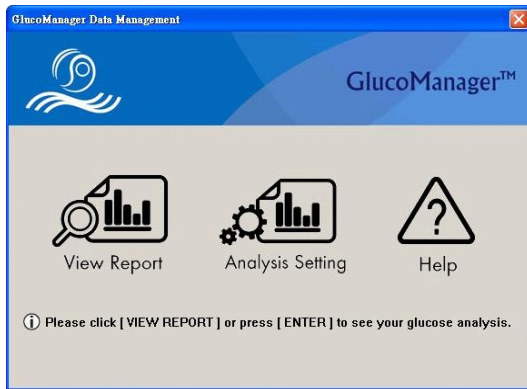 GlucoManager Data Management
GlucoManager™
View Report
Analysis Setting
Help
Please click [ VIEW REPORT ] or press [ ENTER ] to see your glucose analysis.